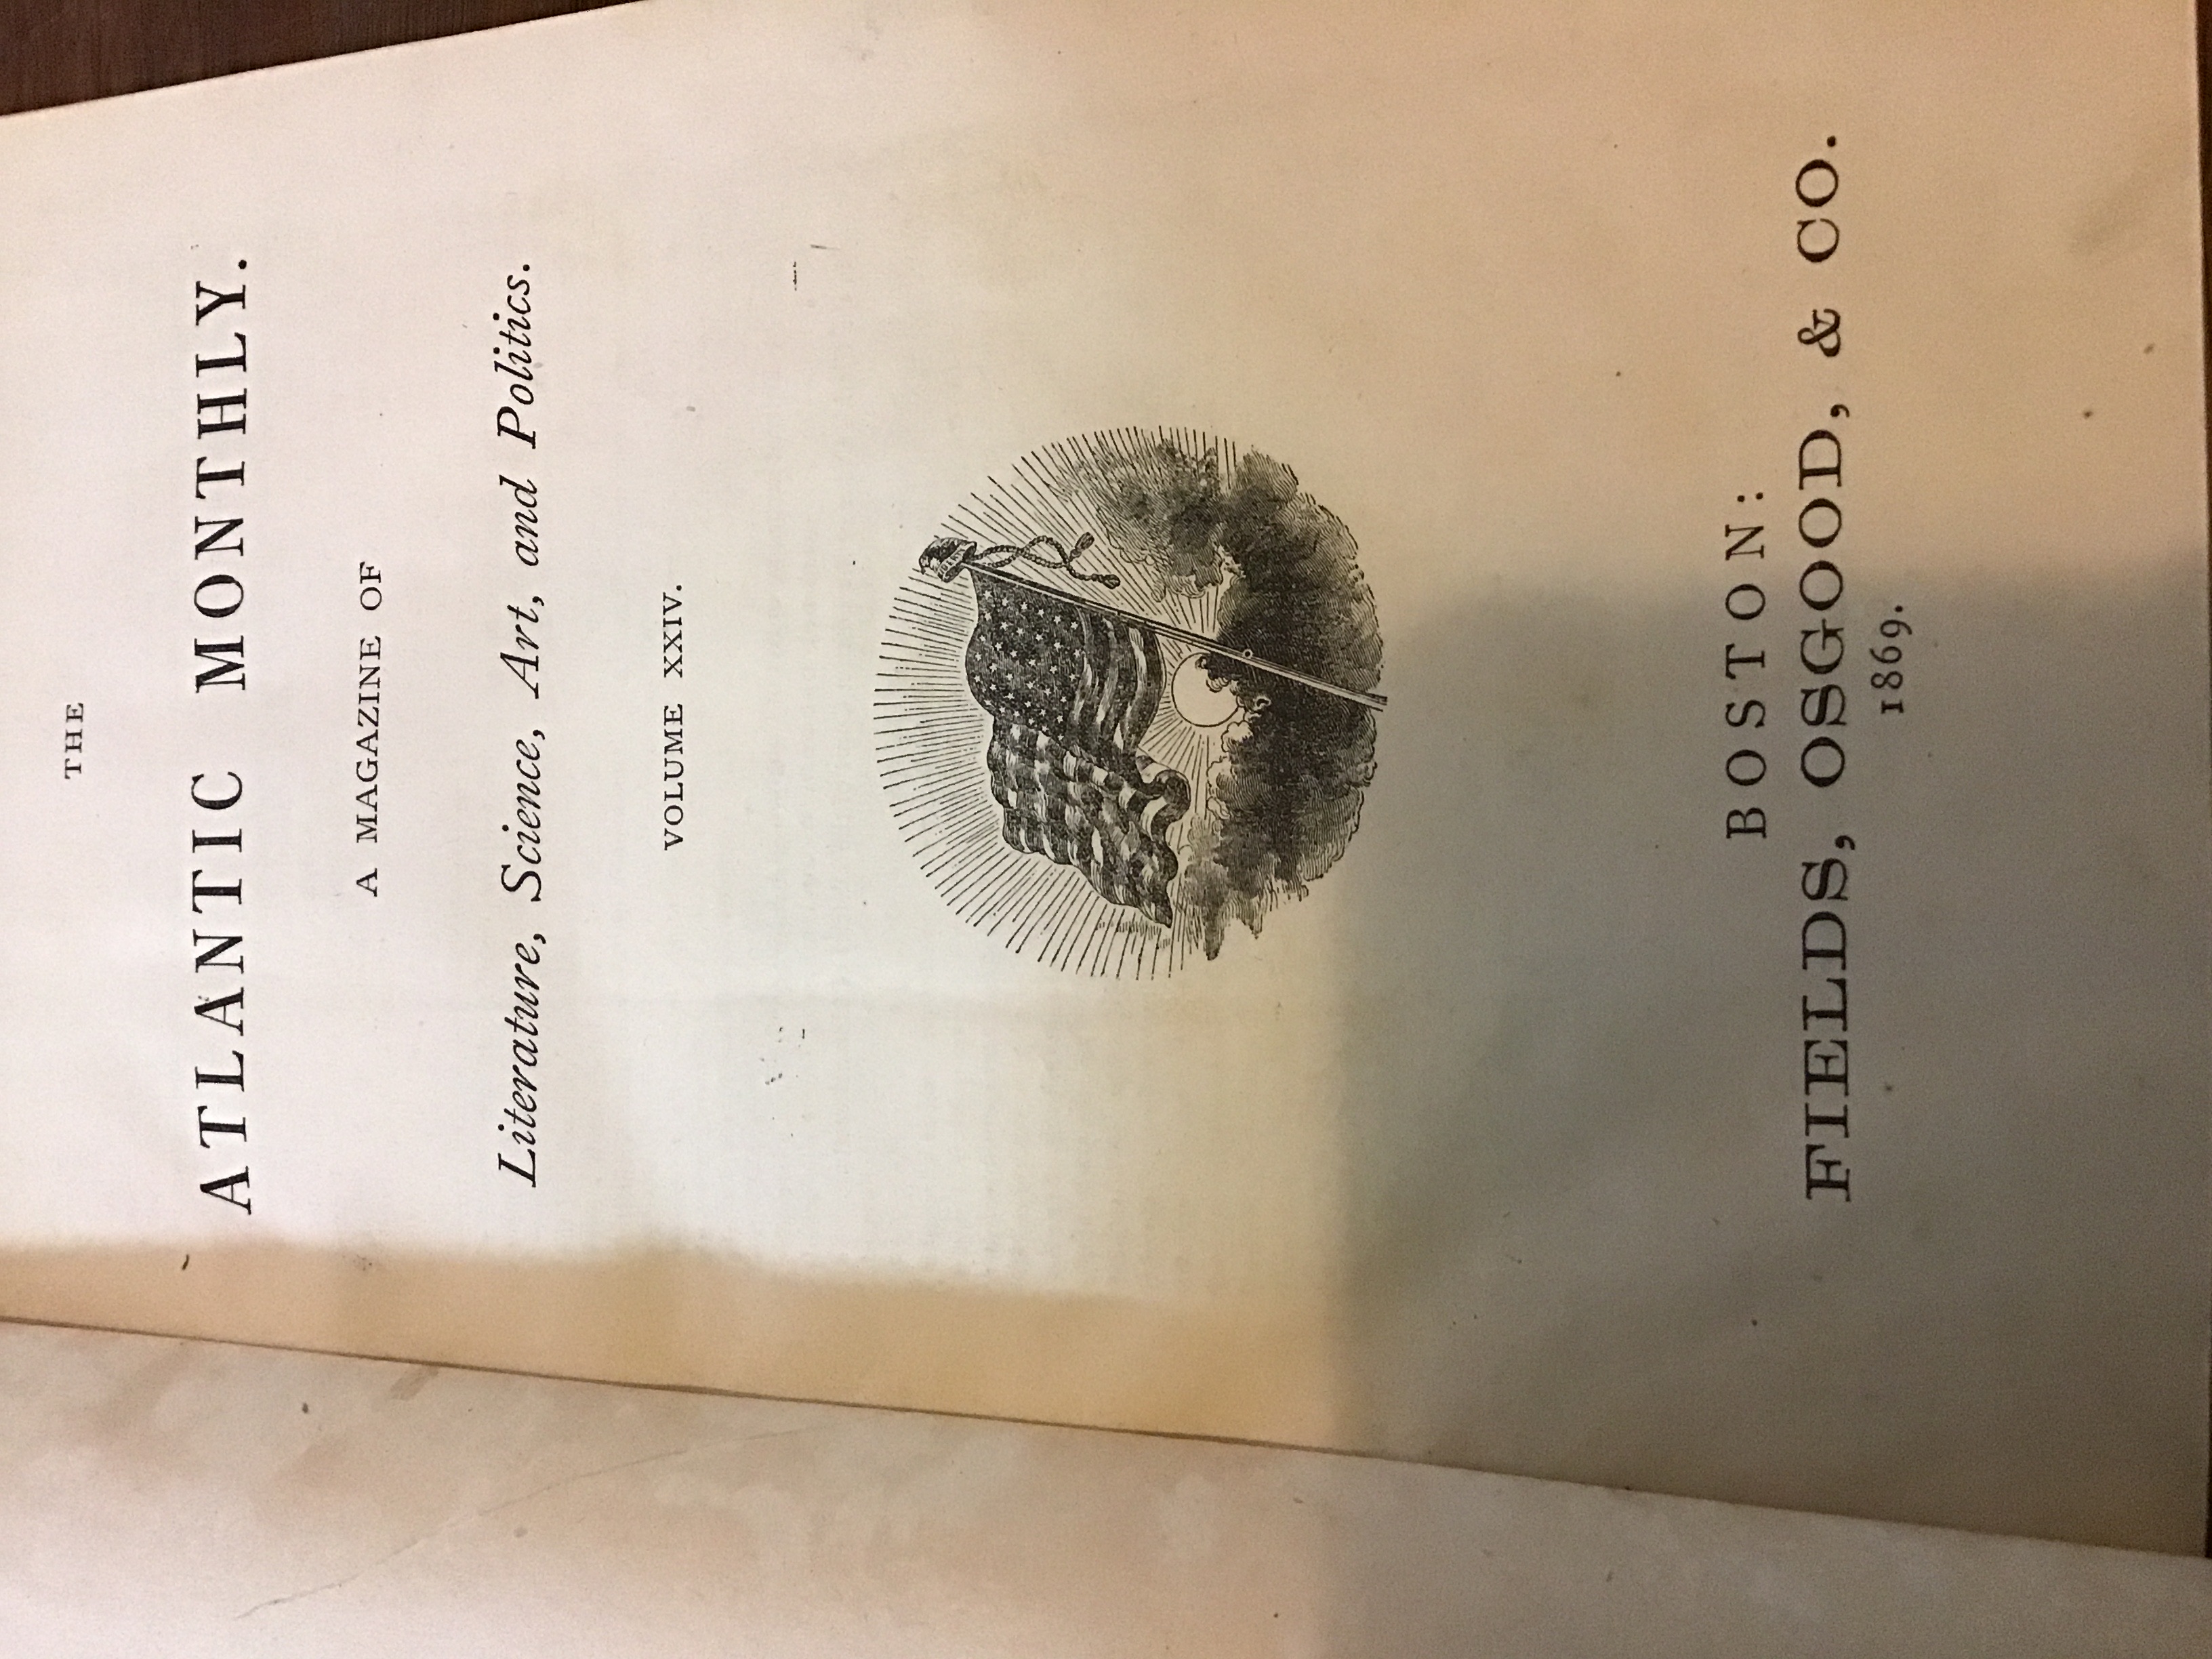 THE
ATLANTIC MONTHLY.
A MAGAZINE OF
Literature, Science, Art, and Politics.
VOLUME XXIV.
BOSTON:
FIELDS, OSGOOD, & CO.
1869.